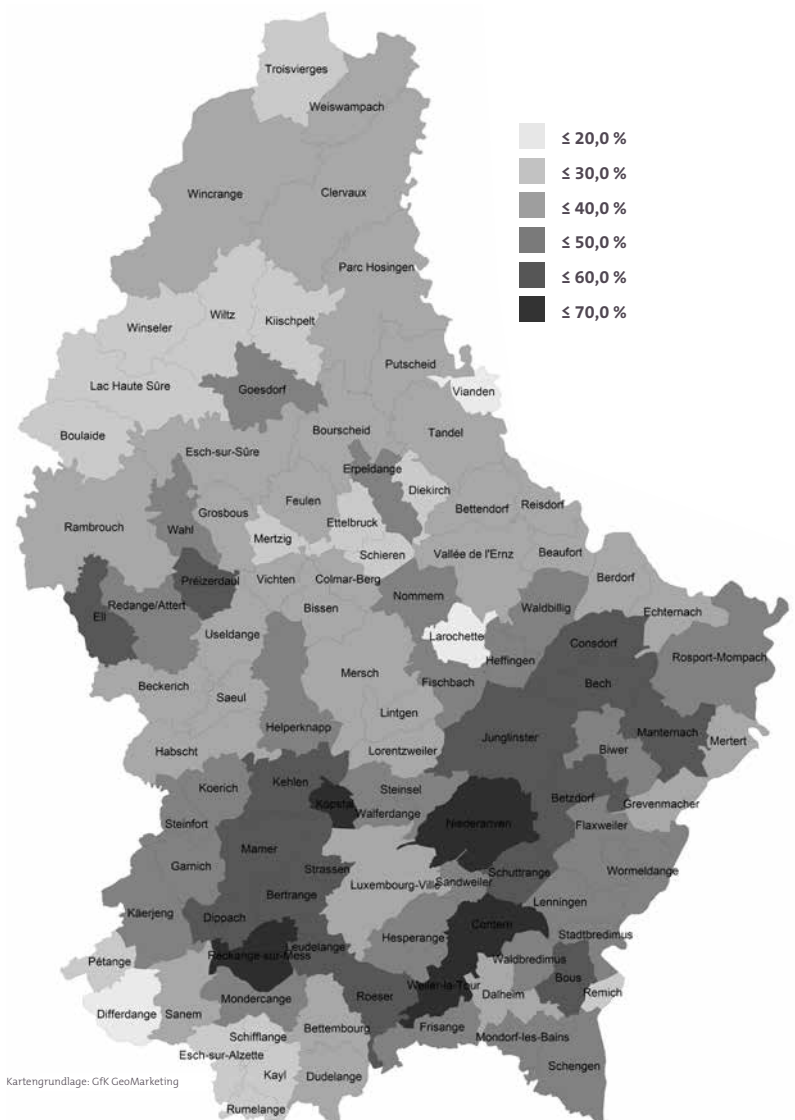 Troisvierges
Weiswampach
≤ 20,0 %
≤ 30,0 %
≤ 40,0 %
≤ 50,0 %
≤ 60,0 %
≤ 70,0 %
Wincrange
Clervaux
Parc Hosingen
Wiltz
Kiischpelt
Winseler
Putscheid
Lac Haute Sûre
Goesdorf
Vianden
Boulaide
Bourscheid
Tandel
Esch-sur-Sûre
Erpeldange
Diekirch
Feulen
Bettendorf
Reisdorf
Rambrouch
Wahl
Grosbous
Ettelbruck
Mertzig
Schieren
Vallée de l'Ernz
Beaufort
Préizerdaul
Vichten
Colmar-Berg
Berdorf
Nommern
Ell
Redange/Attert
Bissen
Waldbillig
Echternach
Useldange
Larochette
Consdorf
Heffingen
Rosport-Mompach
Mersch
Beckerich
Saeul
Fischbach
Bech
Lintgen
Helperknapp
Junglinster
Manternach
Mertert
Habscht
Lorentzweiler
Biwer
Koerich
Kehlen
Steinsel
Kopstal
Walferdange
Betzdorf
Grevenmacher
Steinfort
Niederanven
Flaxweiler
Mamer
Garnich
Strassen
Luxembourg-Ville
Sandweiler
Schuttrange
Wormeldange
Bertrange
Lenningen
Käerjeng
Dippach
Hesperange
Contern
Stadtbredimus
Leudelange
Reckange-sur-Mess
Pétange
Waldbredimus
Bous
Weiler-la-Tour
Mondercange
Roeser
Dalheim
Remich
Differdange
Sanem
Bettembourg
Frisange
Mondorf-les-Bains
Schifflange
Esch-sur-Alzette
Schengen
Kayl
Dudelange
Kartengrundlage: GfK GeoMarketing
Rumelange